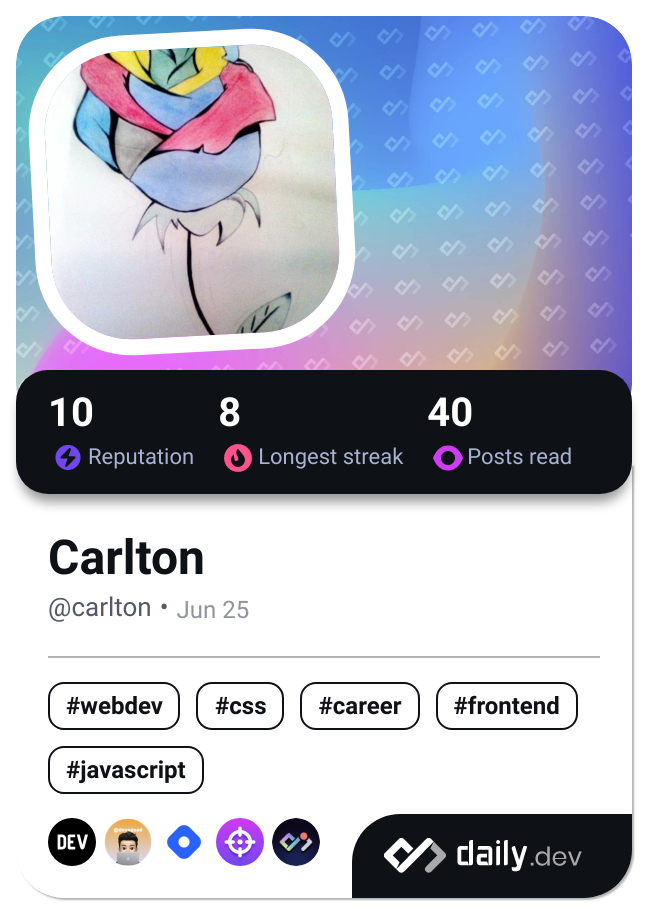 10 8 40
Reputation Longest streak Posts read
Carlton
@carlton • Jun 25
#webdev #css #career #frontend
#javascript
DEV
daily.dev